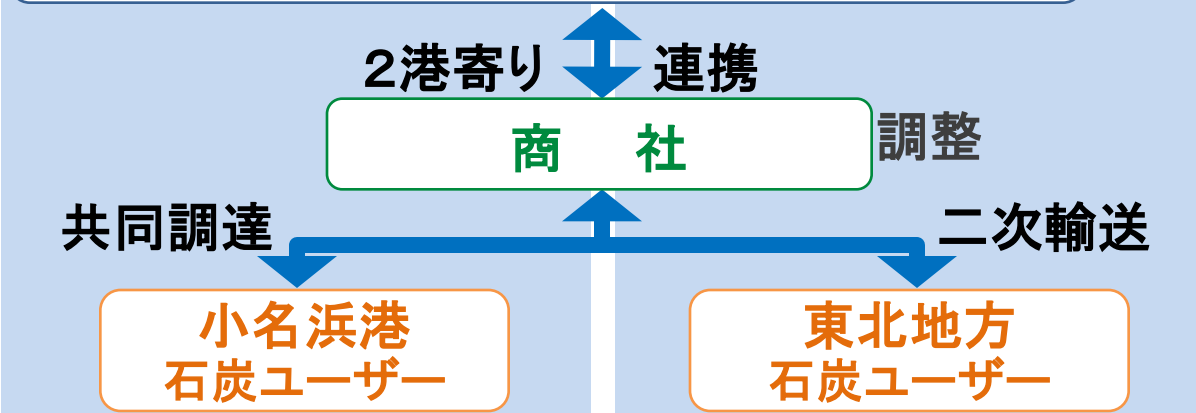 ２港寄り 連携
商　社
調整
共同調達
二次輸送
小名浜港
石炭ユーザー
東北地方
石炭ユーザー